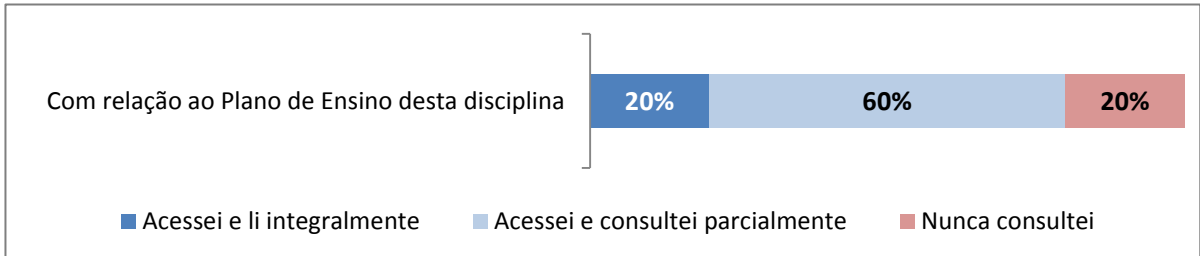 Com relação ao Plano de Ensino desta disciplina
20% 60% 20%
Acessei e li integralmente Acessei e consultei parcialmente Nunca consultei